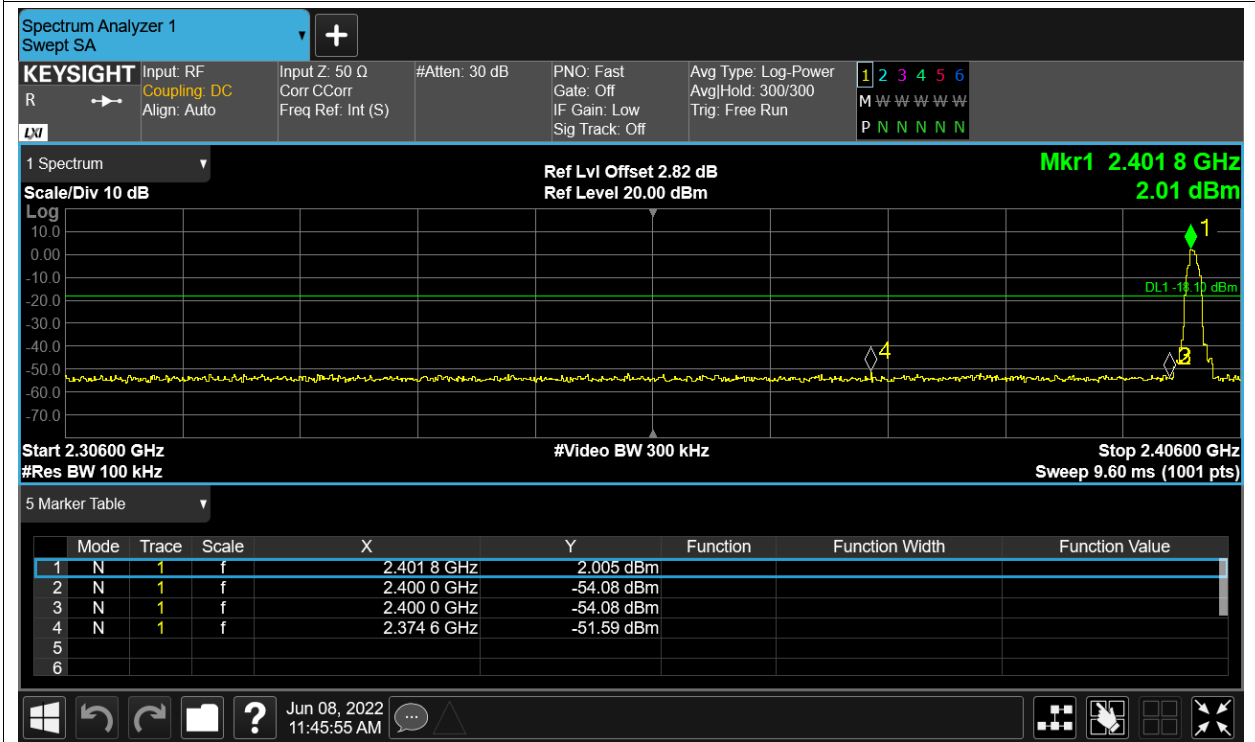 Spectrum Analyzer 1
Swept SA
KEYSIGHT
R
LXI
Input: RF
Coupling: DC
Align: Auto
Input Z: 50 Ω
Corr CCorr
Freq Ref: Int (S)
#Atten: 30 dB
PNO: Fast
Gate: Off
IF Gain: Low
Sig Track: Off
Avg Type: Log-Power
Avg|Hold: 300/300
Trig: Free Run
1 2 3 4 5 6
M W W W W W
P N N N N N
1 Spectrum
Scale/Div 10 dB
Ref Lvl Offset 2.82 dB
Ref Level 20.00 dBm
Mkr1 2.401 8 GHz
2.01 dBm
Log
10.0
0.00
-10.0
-20.0
-30.0
-40.0
-50.0
-60.0
-70.0
1
DL1 -18.10 dBm
4
Start 2.30600 GHz
#Res BW 100 kHz
#Video BW 300 kHz
Stop 2.40600 GHz
Sweep 9.60 ms (1001 pts)
5 Marker Table
Mode Trace Scale X Y Function Function Width Function Value
1 N 1 f 2.401 8 GHz 2.005 dBm
2 N 1 f 2.400 0 GHz -54.08 dBm
3 N 1 f 2.400 0 GHz -54.08 dBm
4 N 1 f 2.374 6 GHz -51.59 dBm
5
6
?
Jun 08, 2022
11:45:55 AM